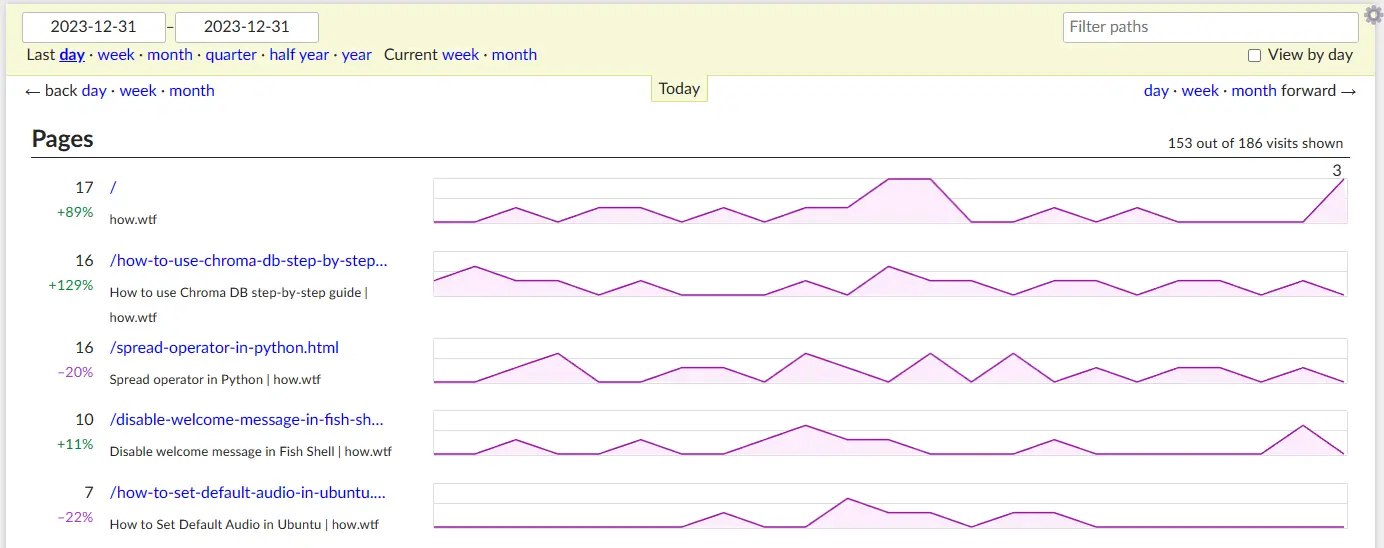 2023-12-31 – 2023-12-31 Filter paths
Last day · week · month · quarter · half year · year Current week · month View by day
← back day · week · month Today day · week · month forward →
Pages 153 out of 186 visits shown
3
17 /
+89% how.wtf
16 /how-to-use-chroma-db-step-by-step…
+129% How to use Chroma DB step-by-step guide |
how.wtf
16 /spread-operator-in-python.html
–20% Spread operator in Python | how.wtf
10 /disable-welcome-message-in-fish-sh…
+11% Disable welcome message in Fish Shell | how.wtf
7 /how-to-set-default-audio-in-ubuntu.…
–22% How to Set Default Audio in Ubuntu | how.wtf